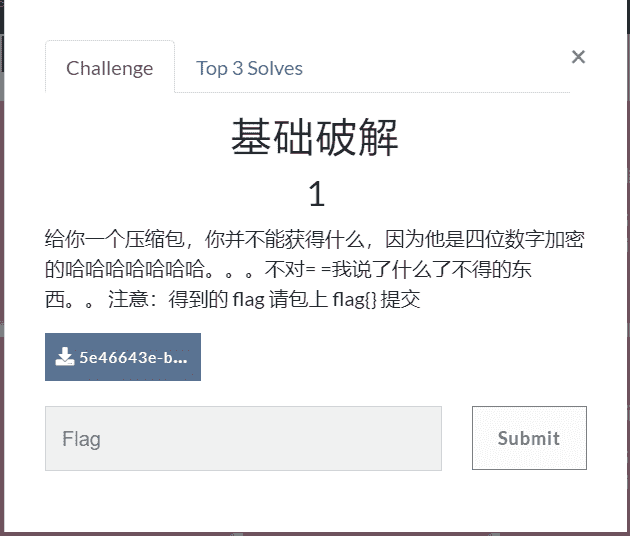 Challenge
Top 3 Solves
×
基础破解
1
给你一个压缩包，你并不能获得什么，因为他是四位数字加密
的哈哈哈哈哈哈哈。。。不对= =我说了什么了不得的东
西。。 注意：得到的 flag 请包上 flag{} 提交
5e46643e-b...
Flag
Submit